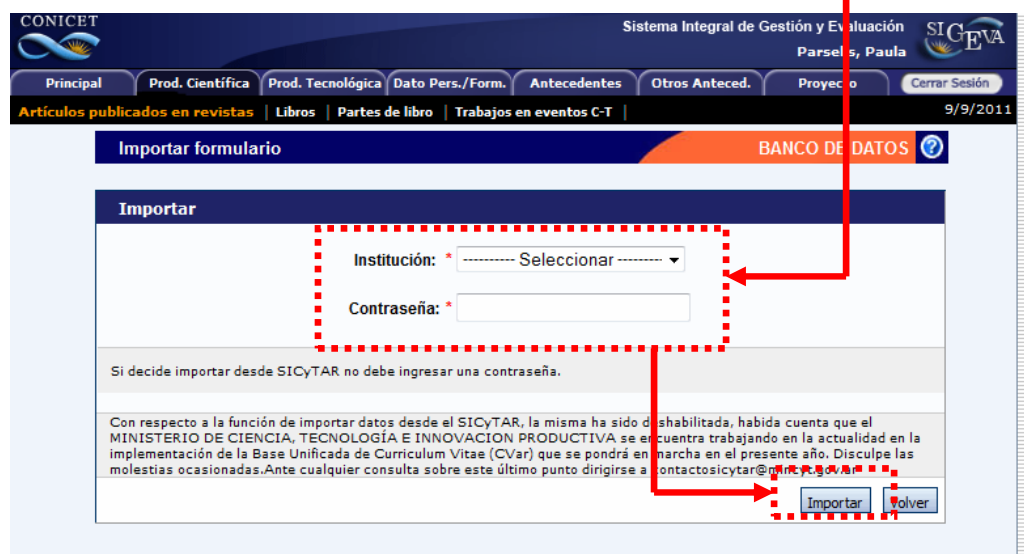 CONICET
Sistema Integral de Gestión y Evaluación
SIGEVA
Parselis, Paula
Principal Prod. Científica Prod. Tecnológica Dato Pers./Form. Antecedentes Otros Anteced. Proyecto Cerrar Sesión
Artículos publicados en revistas | Libros | Partes de libro | Trabajos en eventos C-T | 9/9/2011
Importar formulario BANCO DE DATOS ?
Importar
Institución: * ---------- Seleccionar ---------
Contraseña: *
Si decide importar desde SICyTAR no debe ingresar una contraseña.
Con respecto a la función de importar datos desde el SICyTAR, la misma ha sido deshabilitada, habida cuenta que el
MINISTERIO DE CIENCIA, TECNOLOGÍA E INNOVACION PRODUCTIVA se encuentra trabajando en la actualidad en la
implementación de la Base Unificada de Curriculum Vitae (CVar) que se pondrá en marcha en el presente año. Disculpe las
molestias ocasionadas.Ante cualquier consulta sobre este último punto dirigirse a contactosicytar@mincyt.gov.ar
Importar Volver